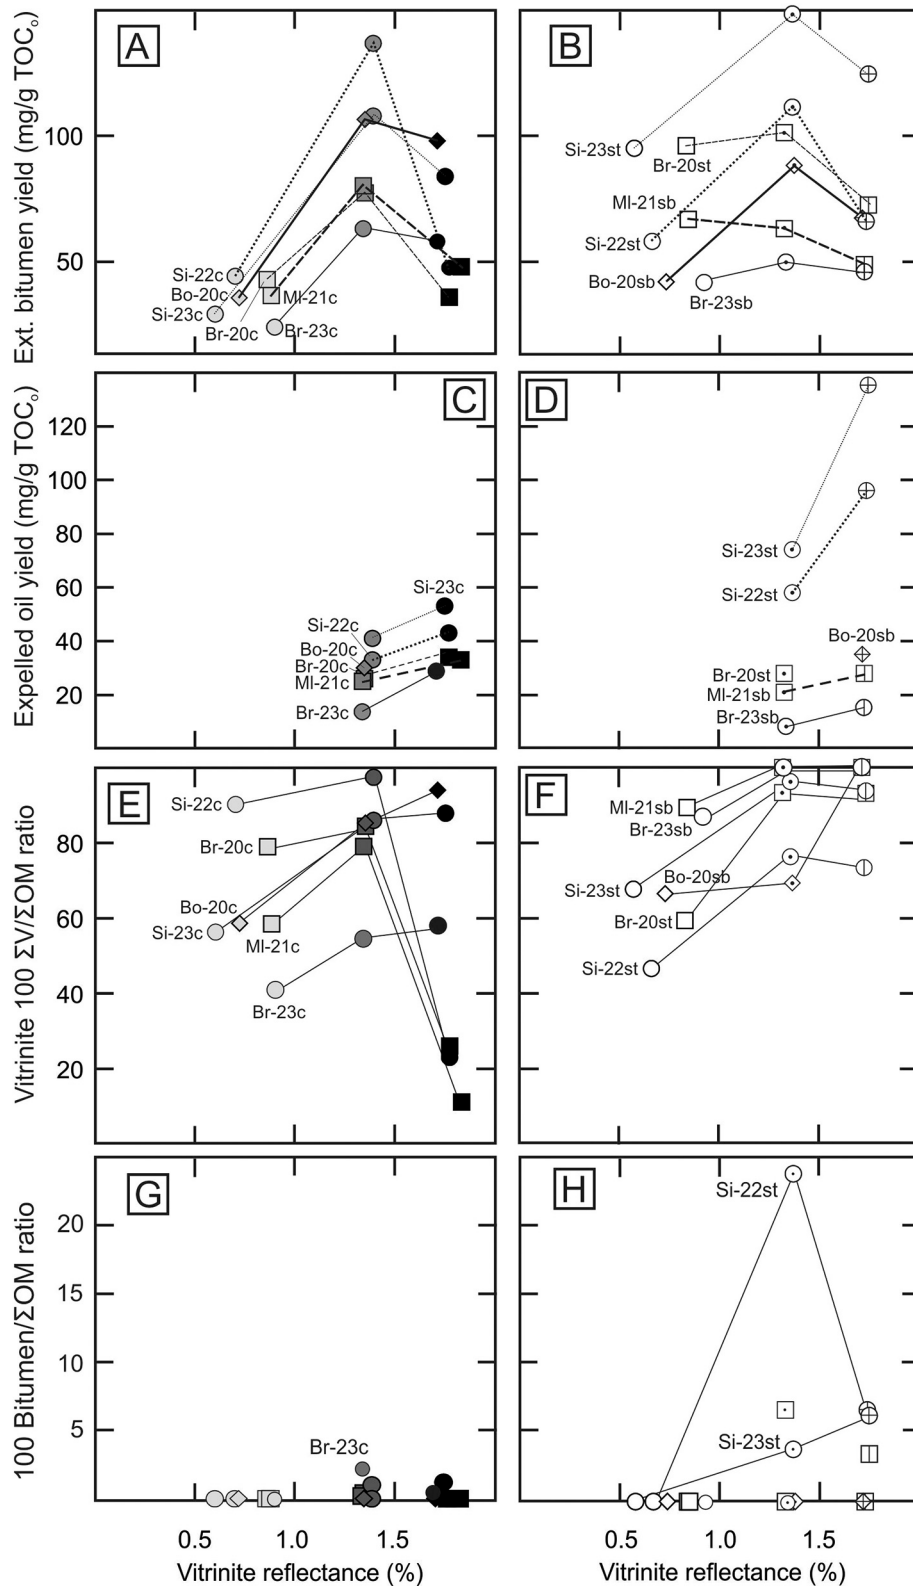 A
B
Ext. bitumen yield (mg/g TOCₒ)
100
50
Si-22c
Bo-20c
Si-23c
Br-20c
Ml-21c
Br-23c
Si-23st
Br-20st
Ml-21sb
Si-22st
Bo-20sb
Br-23sb
C
D
Expelled oil yield (mg/g TOCₒ)
120
100
80
60
40
20
Si-23c
Si-22c
Bo-20c
Br-20c
Ml-21c
Br-23c
Si-23st
Si-22st
Bo-20sb
Br-20st
Ml-21sb
Br-23sb
E
F
Vitrinite 100 ΣV/ΣOM ratio
80
60
40
20
Si-22c
Br-20c
Bo-20c
Si-23c
Ml-21c
Br-23c
Ml-21sb
Br-23sb
Bo-20sb
Si-23st
Br-20st
Si-22st
G
H
100 Bitumen/ΣOM ratio
20
15
10
5
Br-23c
Si-22st
Si-23st
0.5 1.0 1.5
0.5 1.0 1.5
Vitrinite reflectance (%)
Vitrinite reflectance (%)